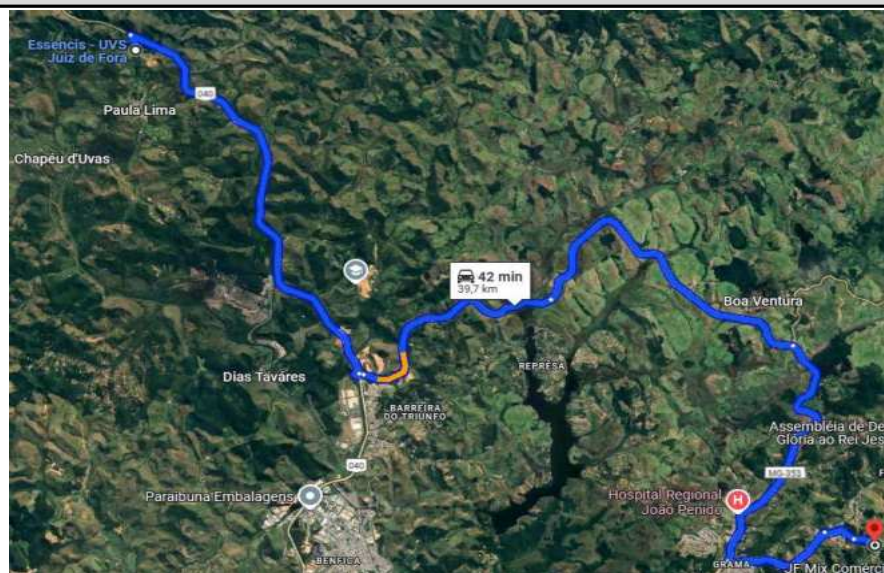 Essencis - UVS
Juiz de Fora
040
Paula Lima
Chapéu d'Uvas
42 min
39,7 km
Boa Ventura
Dias Tavares
REPRÊSA
BARREIRA
DO TRIUNFO
Assembléia de De
Glória ao Rei Jes
040
MG-353
Paraibuna Embalagens
Hospital Regional
João Penido
H
BENFICA
GRAMA
JF Mix Comérc